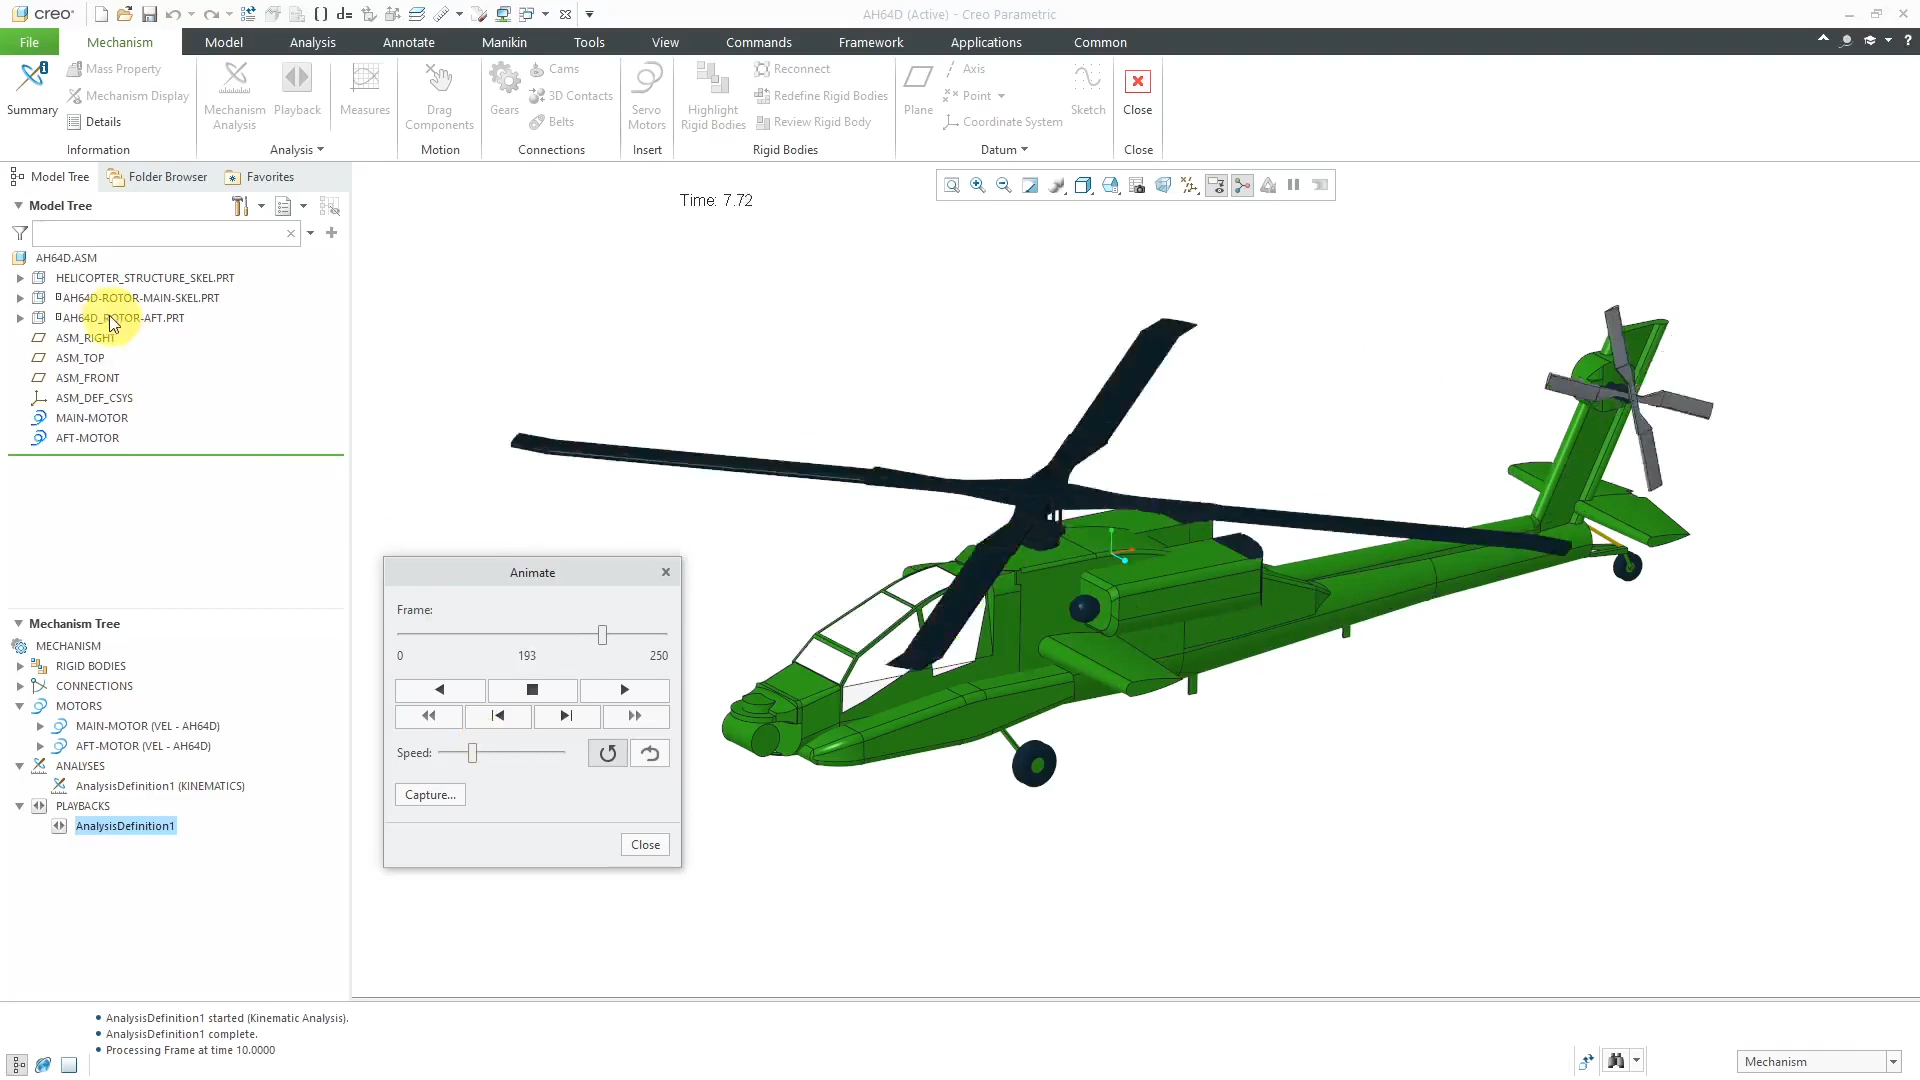 creo
d=
AH64D (Active) - Creo Parametric
File
Mechanism
Model
Analysis
Annotate
Manikin
Tools
View
Commands
Framework
Applications
Common
Summary
Mass Property
Mechanism Display
Details
Information
Mechanism
Analysis
Playback
Measures
Analysis
Drag
Components
Motion
Gears
Cams
3D Contacts
Belts
Connections
Servo
Motors
Insert
Highlight
Rigid Bodies
Reconnect
Redefine Rigid Bodies
Review Rigid Body
Rigid Bodies
Plane
Axis
Point
Coordinate System
Sketch
Datum
Close
Close
Model Tree
Folder Browser
Favorites
Model Tree
AH64D.ASM
HELICOPTER_STRUCTURE_SKEL.PRT
AH64D-ROTOR-MAIN-SKEL.PRT
AH64D_ROTOR-AFT.PRT
ASM_RIGHT
ASM_TOP
ASM_FRONT
ASM_DEF_CSYS
MAIN-MOTOR
AFT-MOTOR
Mechanism Tree
MECHANISM
RIGID BODIES
CONNECTIONS
MOTORS
MAIN-MOTOR (VEL - AH64D)
AFT-MOTOR (VEL - AH64D)
ANALYSES
AnalysisDefinition1 (KINEMATICS)
PLAYBACKS
AnalysisDefinition1
Time: 7.72
Animate
Frame:
0 193 250
Speed:
Capture...
Close
AnalysisDefinition1 started (Kinematic Analysis).
AnalysisDefinition1 complete.
Processing Frame at time 10.0000
Mechanism